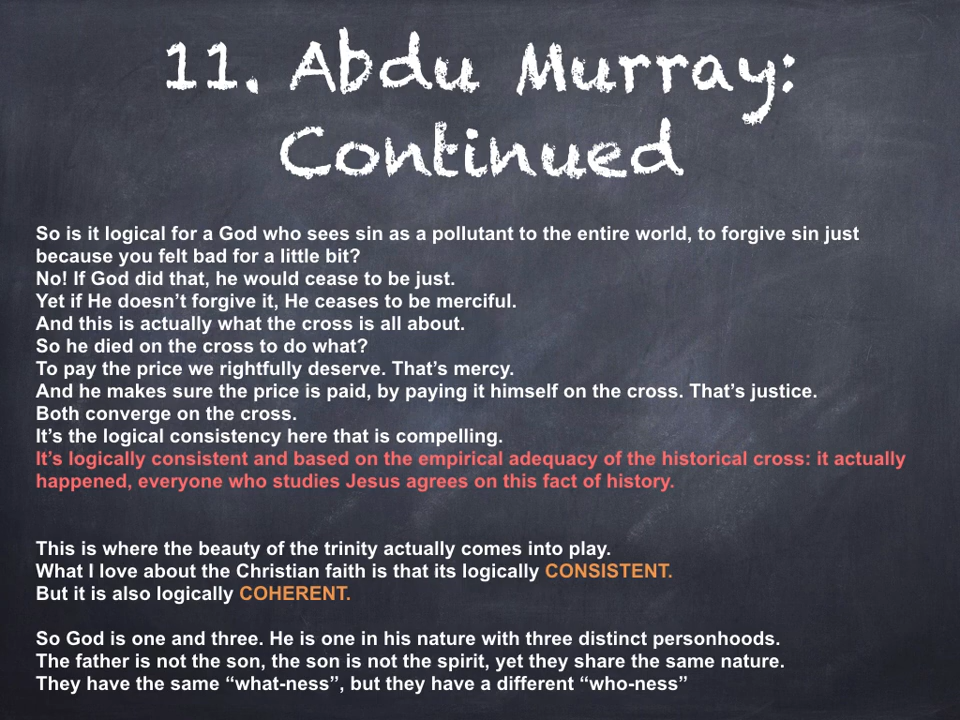 11. Abdu Murray:
Continued
So is it logical for a God who sees sin as a pollutant to the entire world, to forgive sin just
because you felt bad for a little bit?
No! If God did that, he would cease to be just.
Yet if He doesn’t forgive it, He ceases to be merciful.
And this is actually what the cross is all about.
So he died on the cross to do what?
To pay the price we rightfully deserve. That’s mercy.
And he makes sure the price is paid, by paying it himself on the cross. That’s justice.
Both converge on the cross.
It’s the logical consistency here that is compelling.
It’s logically consistent and based on the empirical adequacy of the historical cross: it actually
happened, everyone who studies Jesus agrees on this fact of history.
This is where the beauty of the trinity actually comes into play.
What I love about the Christian faith is that its logically CONSISTENT.
But it is also logically COHERENT.
So God is one and three. He is one in his nature with three distinct personhoods.
The father is not the son, the son is not the spirit, yet they share the same nature.
They have the same “what-ness”, but they have a different “who-ness”